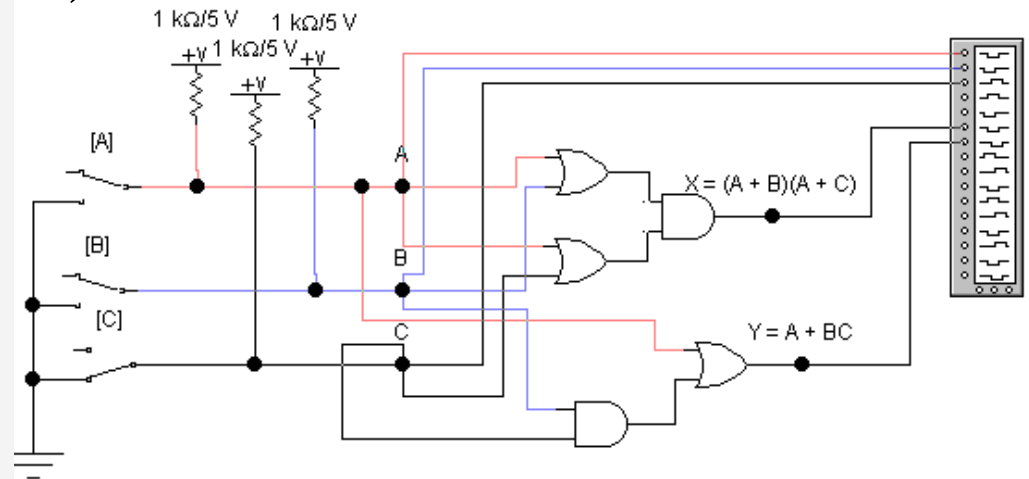 1 kΩ/5 V
1 kΩ/5 V
1 kΩ/5 V
+V
+V
+V
[A]
A
X = (A + B)(A + C)
[B]
B
[C]
C
Y = A + BC